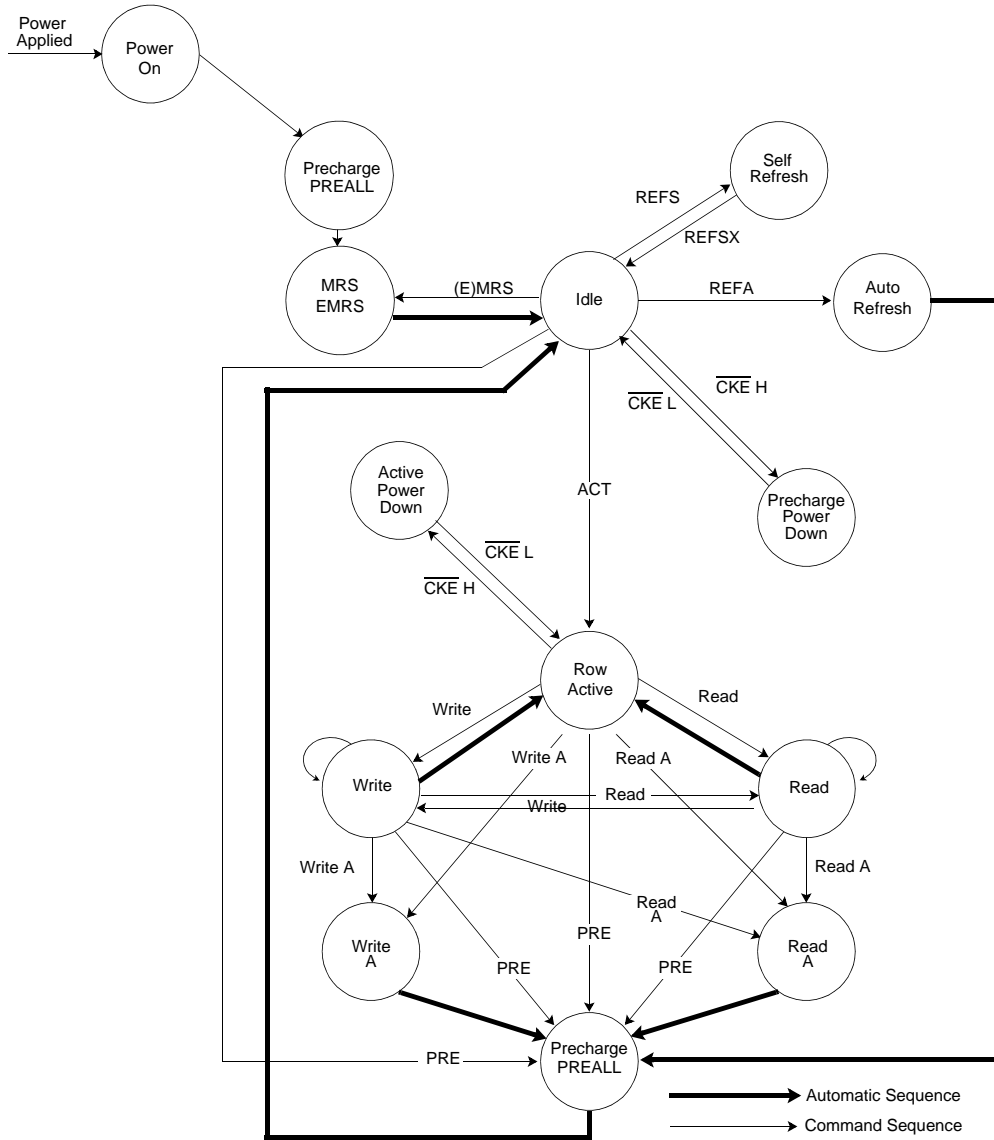 Power
Applied
Power
On
Precharge
PREALL
Self
Refresh
REFS
REFSX
MRS
EMRS
(E)MRS
Idle
REFA
Auto
Refresh
CKE H
CKE L
Active
Power
Down
ACT
Precharge
Power
Down
CKE L
CKE H
Row
Active
Write
Read
Write A
Read A
Write
Read
Write
Read
Write A
Read A
Read
A
Write
A
PRE
Read
A
PRE
PRE
Precharge
PREALL
PRE
Automatic Sequence
Command Sequence